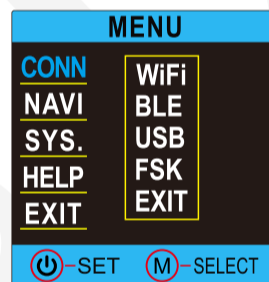 MENU
CONN
NAVI
SYS.
HELP
EXIT
WiFi
BLE
USB
FSK
EXIT
-SET
M-SELECT